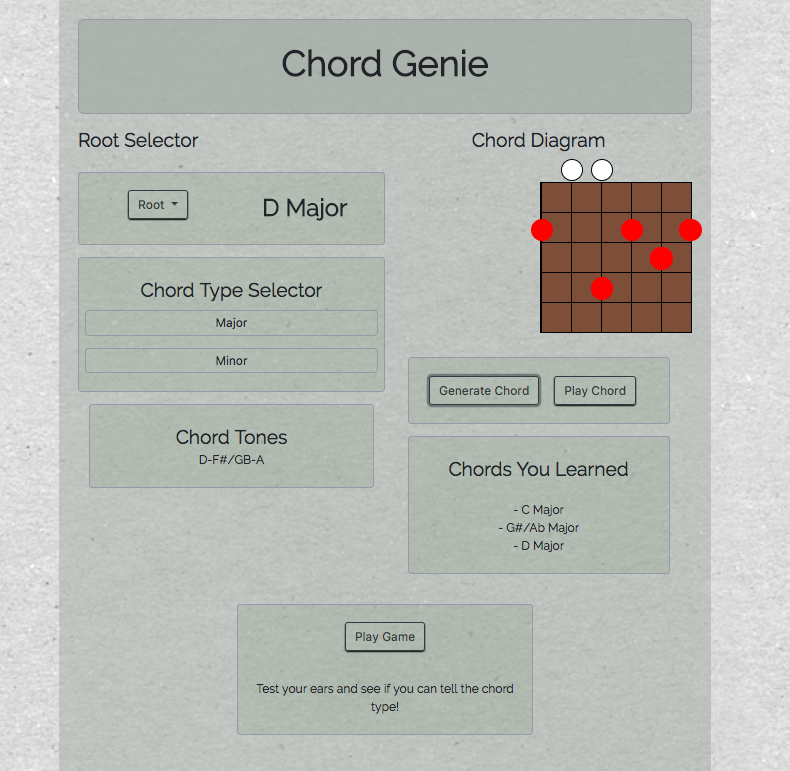 Chord Genie
Root Selector
Root
D Major
Chord Type Selector
Major
Minor
Chord Tones
D-F#/GB-A
Chord Diagram
Generate Chord
Play Chord
Chords You Learned
- C Major
- G#/Ab Major
- D Major
Play Game
Test your ears and see if you can tell the chord
type!